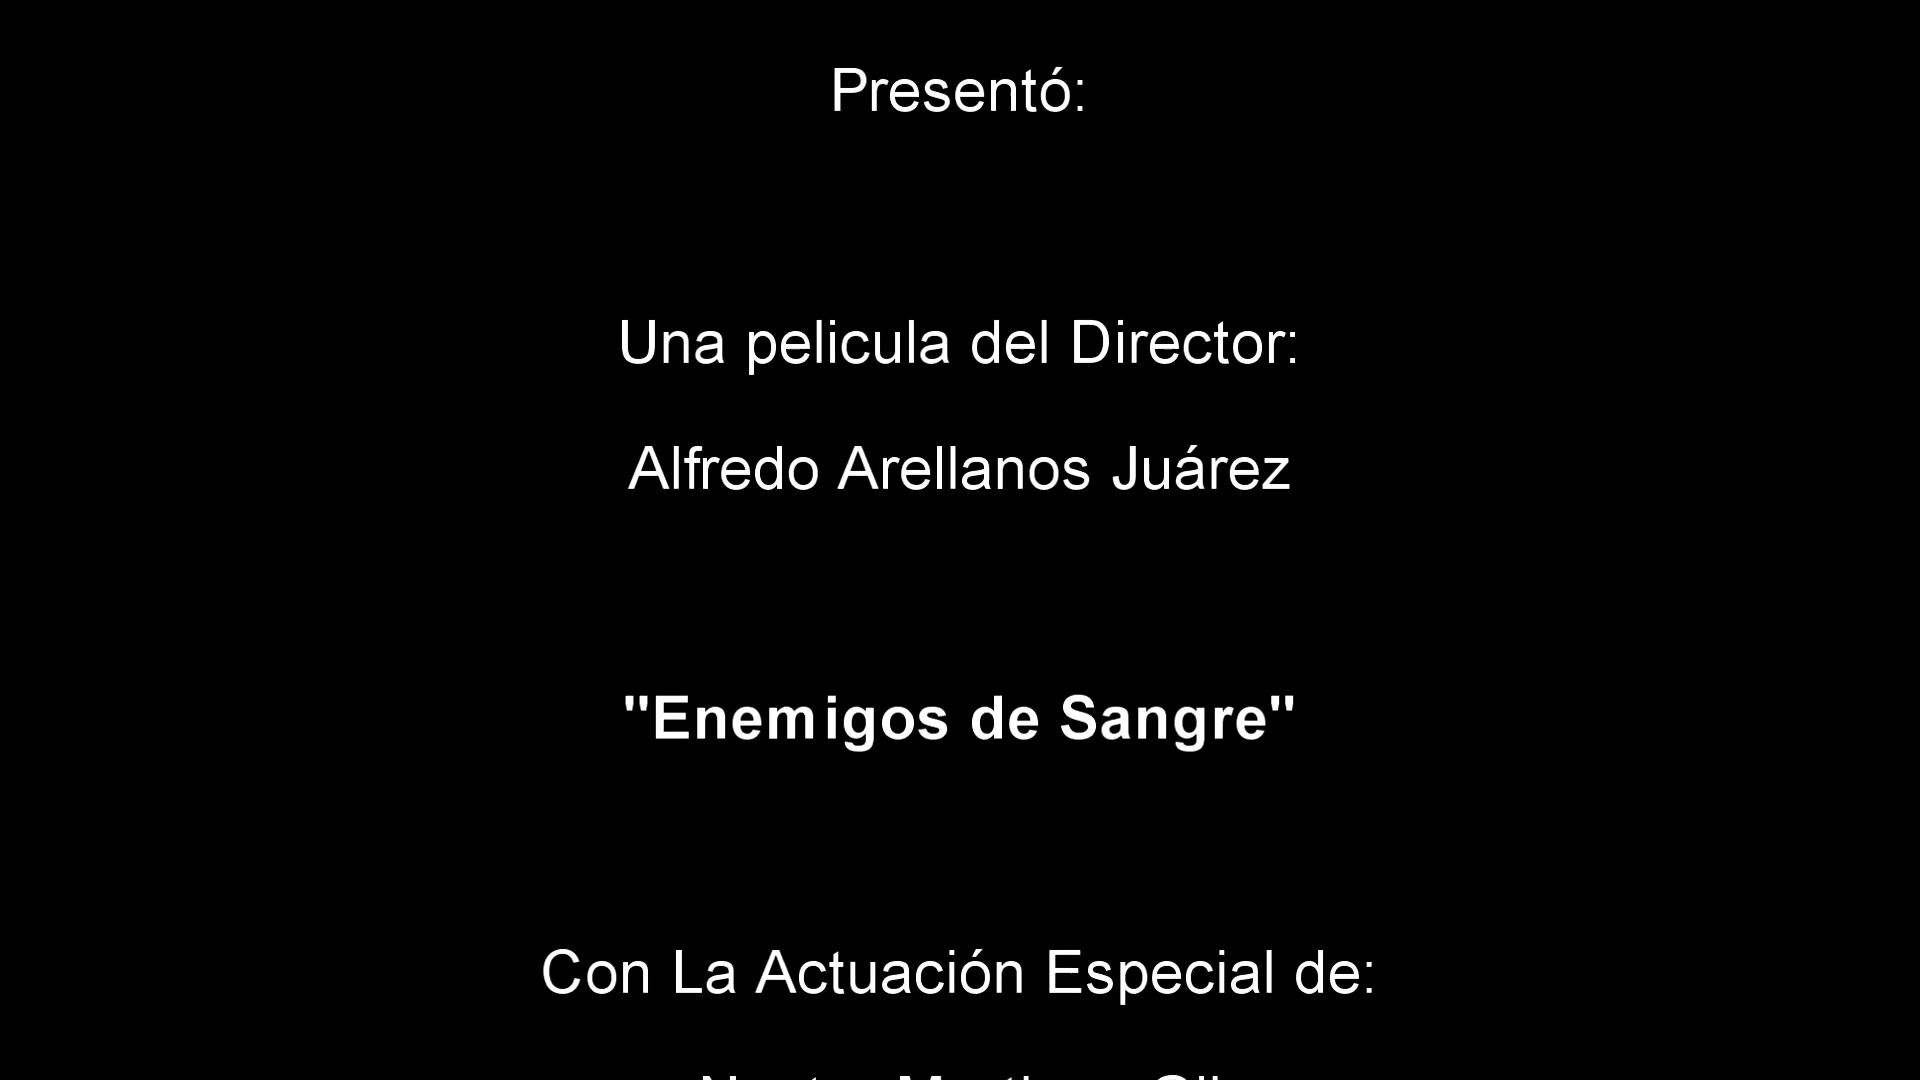 Presentó:
Una pelicula del Director:
Alfredo Arellanos Juárez
"Enemigos de Sangre"
Con La Actuación Especial de: